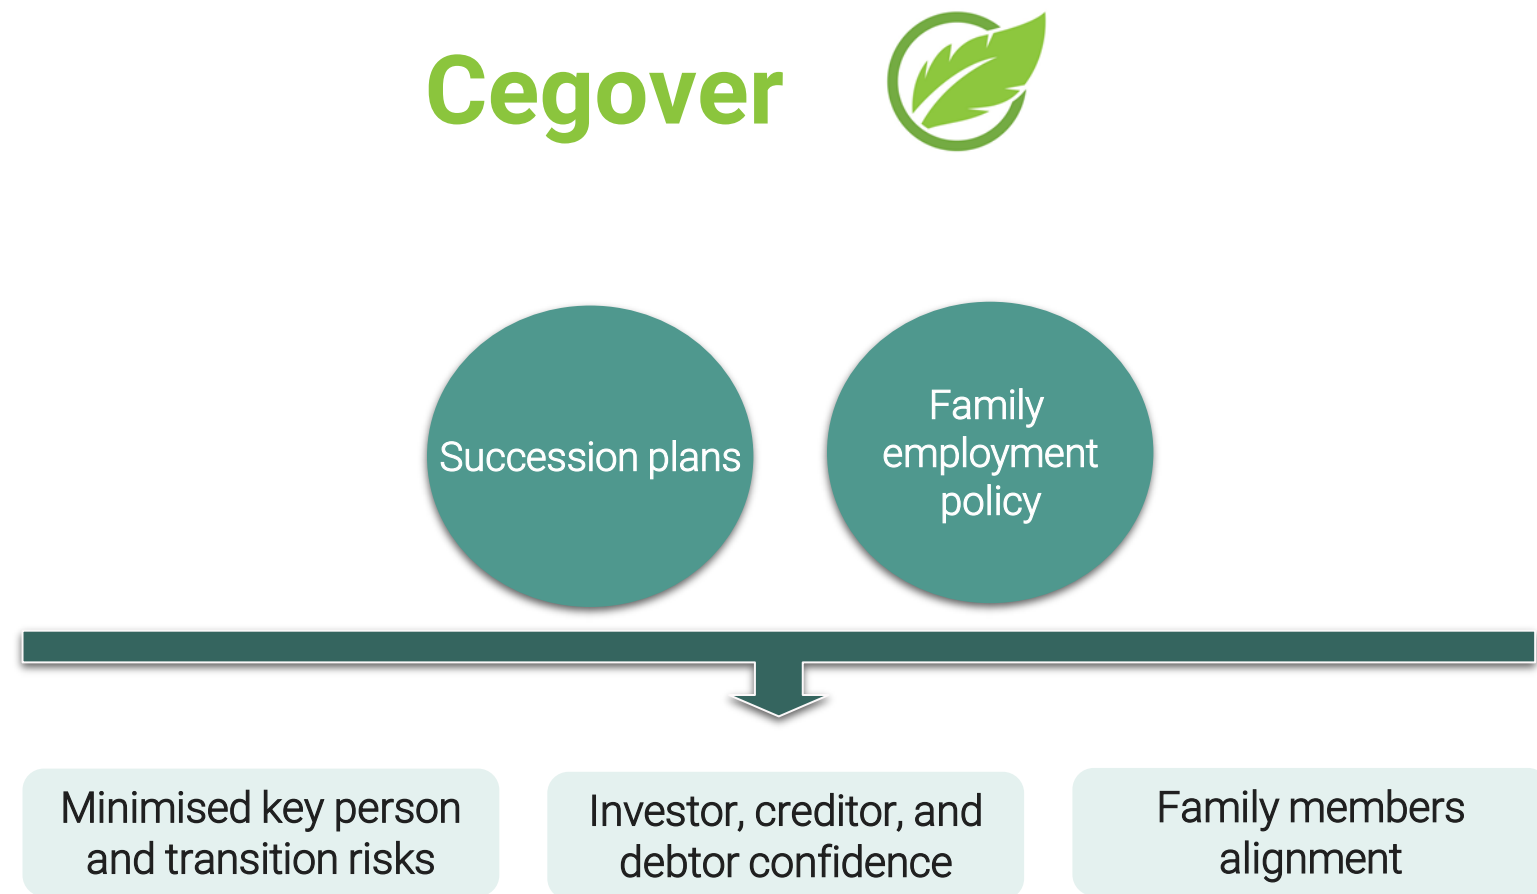 Cegover
Succession plans
Family
employment
policy
Minimised key person
and transition risks
Investor, creditor, and
debtor confidence
Family members
alignment